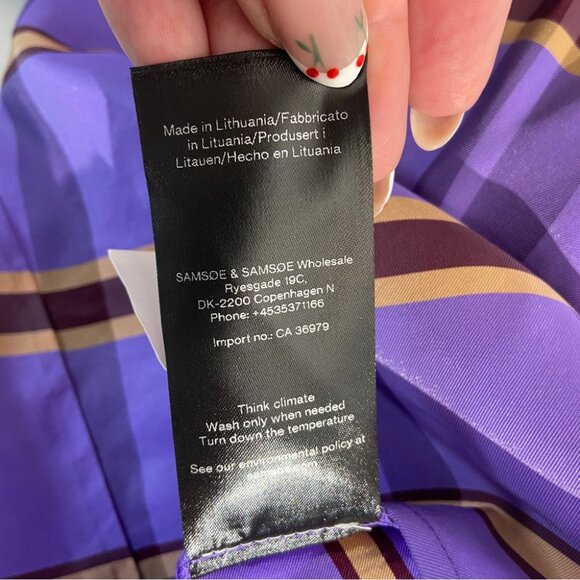 Made in Lithuania/Fabbricato
in Lituania/Produsert i
Litauen/Hecho en Lituania
SAMSØE & SAMSØE Wholesale
Ryesgade 19C,
DK-2200 Copenhagen N
Phone: +4535371166
Import no.: CA 36979
Think climate
Wash only when needed
Turn down the temperature
See our environmental policy at